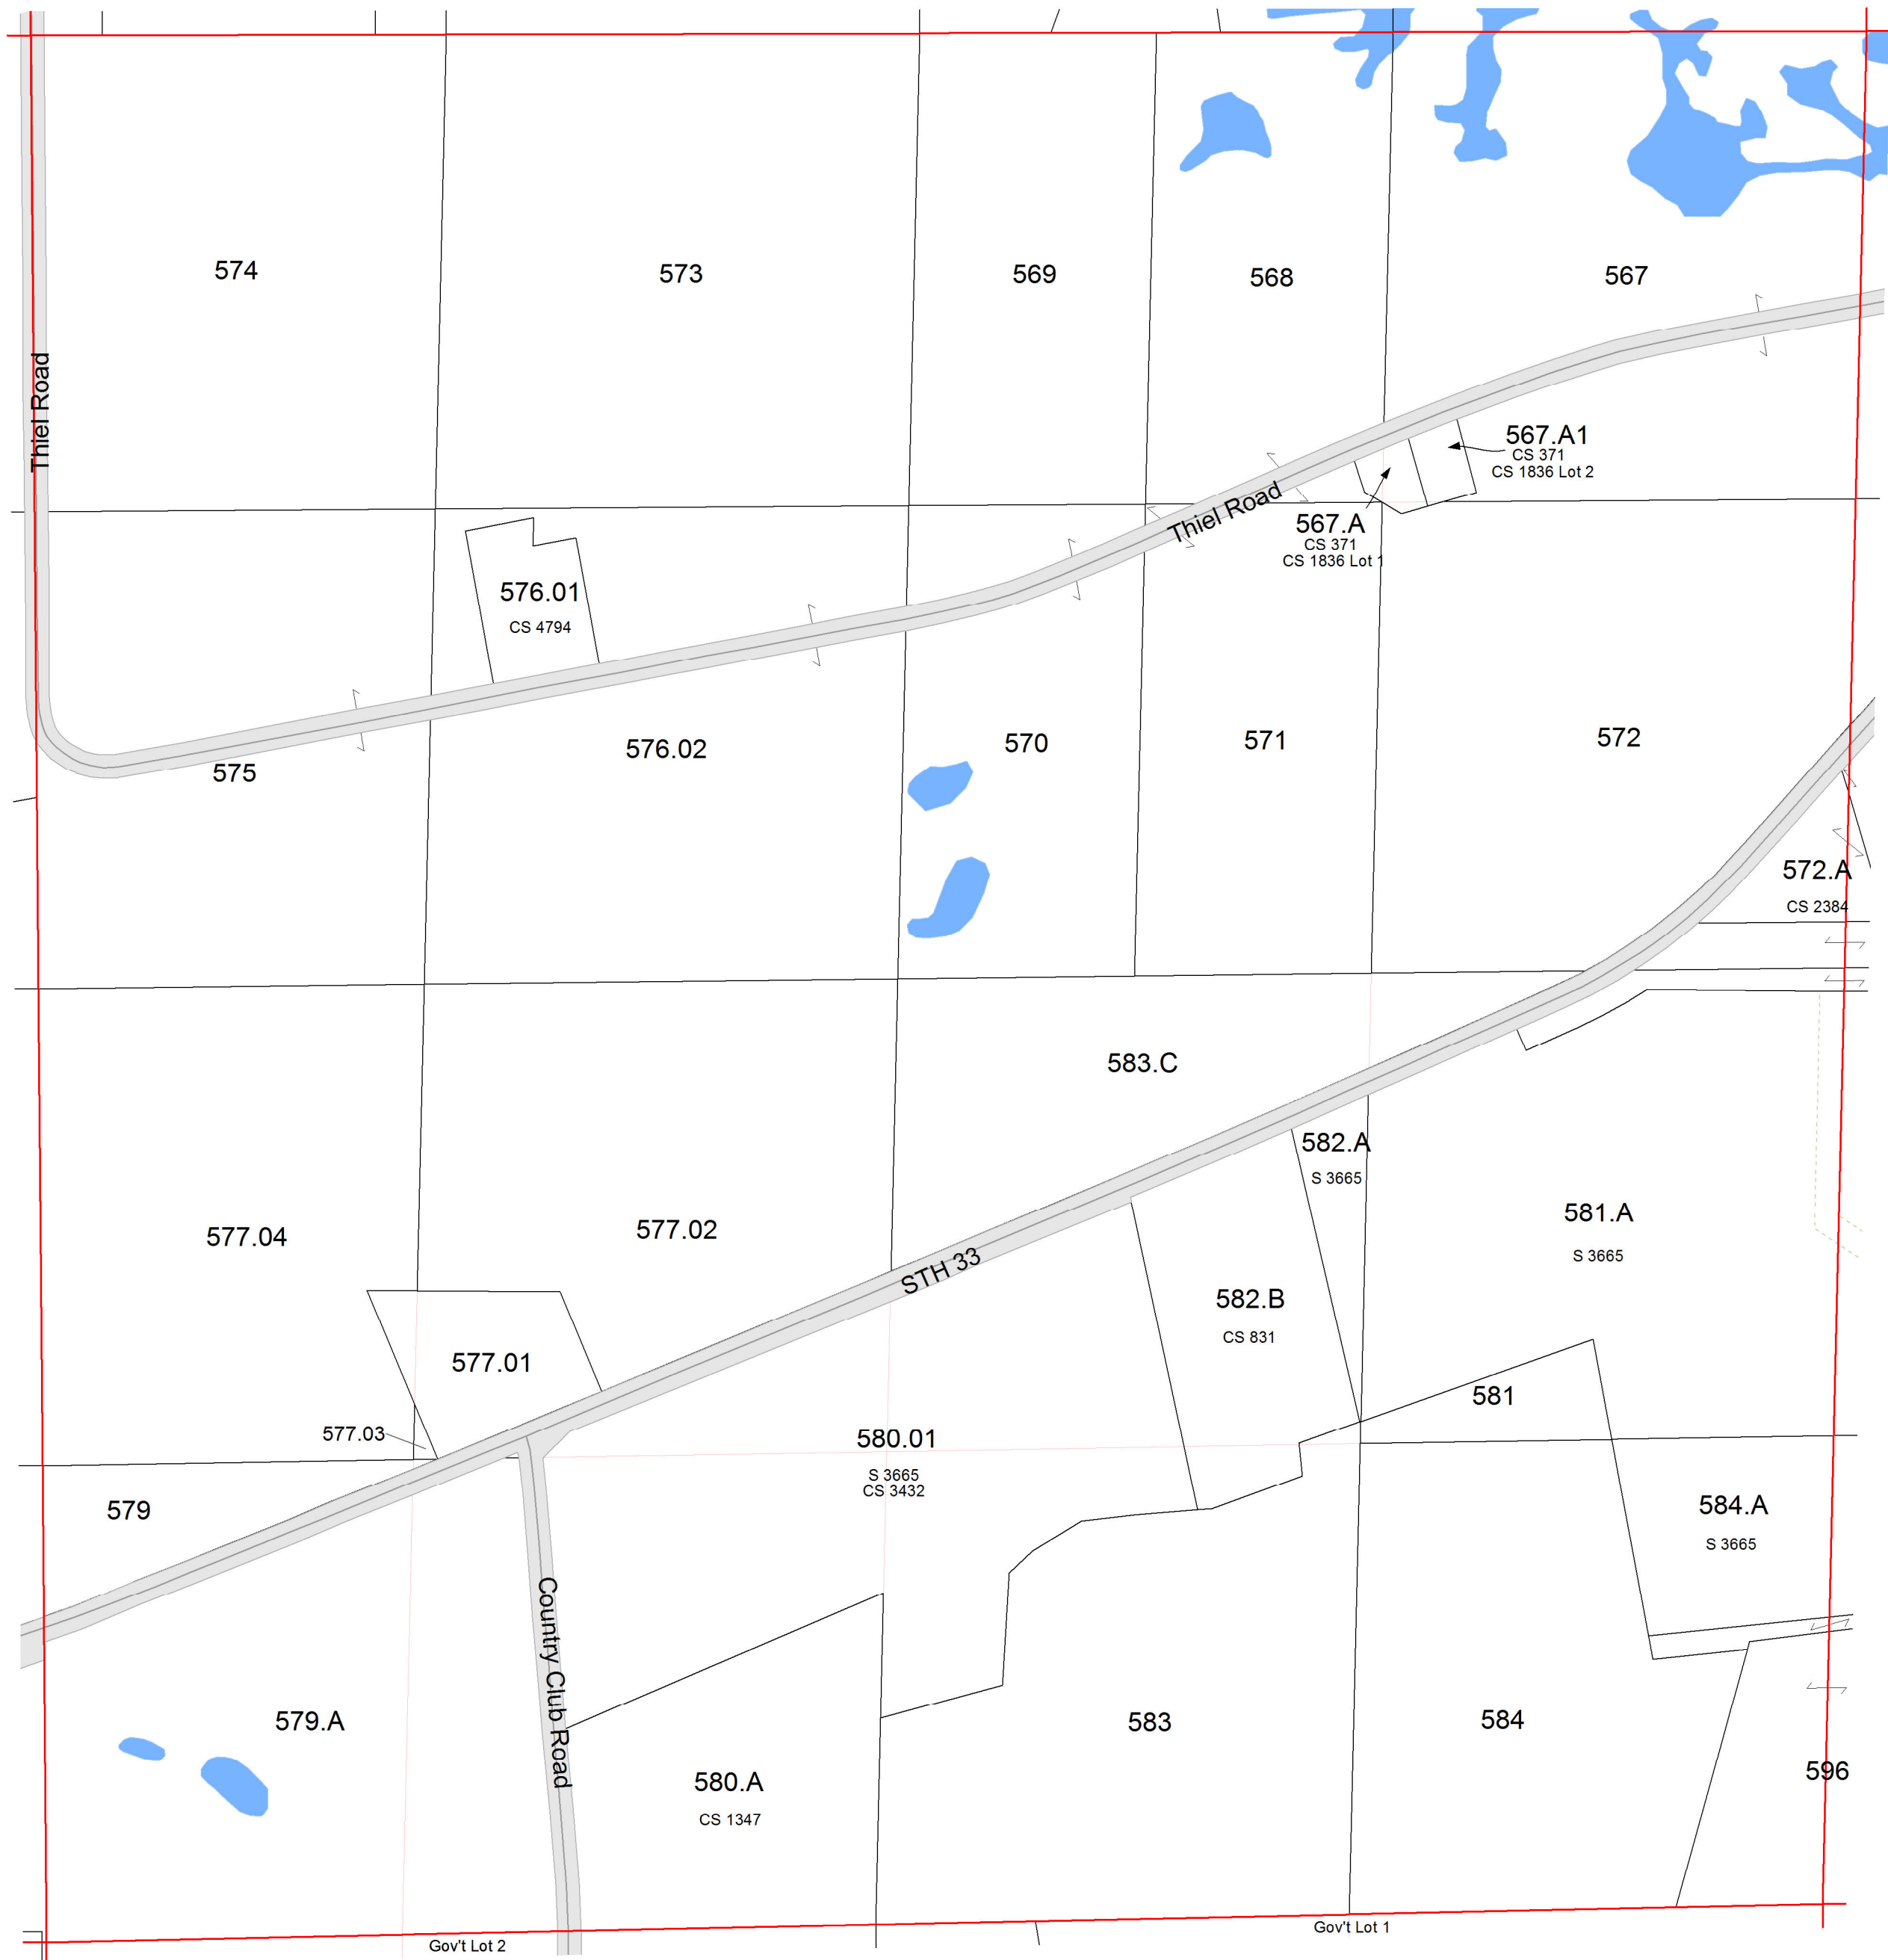 574
573
569
568
567
Thiel Road
567.A1
CS 371
CS 1836 Lot 2
Thiel Road
567.A
CS 371
CS 1836 Lot 1
576.01
CS 4794
575
576.02
570
571
572
572.A
CS 2384
583.C
582.A
S 3665
577.04
577.02
581.A
S 3665
STH 33
582.B
CS 831
577.01
581
577.03
580.01
S 3665
CS 3432
579
584.A
S 3665
Country Club Road
579.A
583
584
580.A
CS 1347
596
Gov't Lot 2
Gov't Lot 1